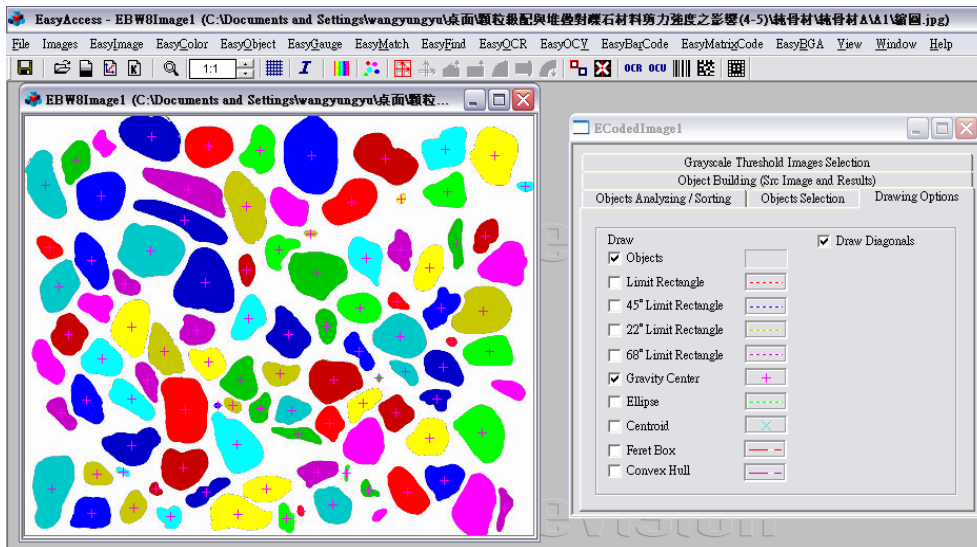 EasyAccess - EBW8Image1 (C:\Documents and Settings\wangyungyu\桌面\顆粒級配與堆疊對礫石材料剪力強度之影響(4-5)\純骨材\純骨材A\A1\縮圖.jpg)
File Images EasyImage EasyColor EasyObject EasyGauge EasyMatch EasyFind EasyOCR EasyOCV EasyBarCode EasyMatrixCode EasyBGA View Window Help
1:1 OCR OCV
EBW8Image1 (C:\Documents and Settings\wangyungyu\桌面\顆粒...
ECodedImage1
Grayscale Threshold Images Selection
Object Building (Src Image and Results)
Objects Analyzing / Sorting Objects Selection Drawing Options
Draw Draw Diagonals
Objects
Limit Rectangle
45° Limit Rectangle
22° Limit Rectangle
68° Limit Rectangle
Gravity Center
Ellipse
Centroid
Feret Box
Convex Hull
evision